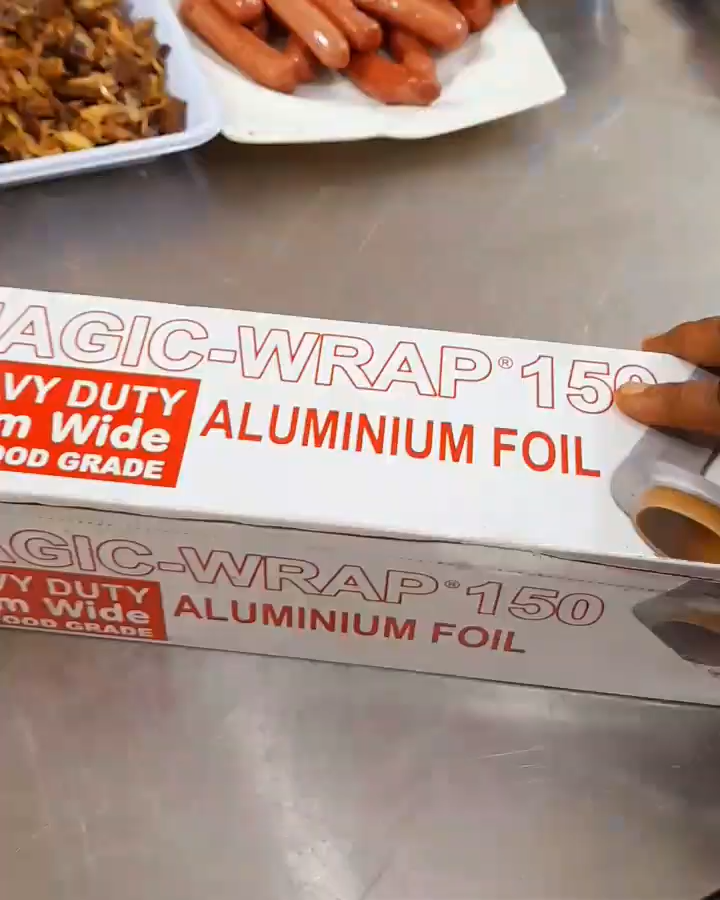 AGIC-WRAP® 150
VY DUTY
m Wide
OOD GRADE
ALUMINIUM FOIL
AGIC-WRAP® 150
VY DUTY
m Wide
OOD GRADE
ALUMINIUM FOIL